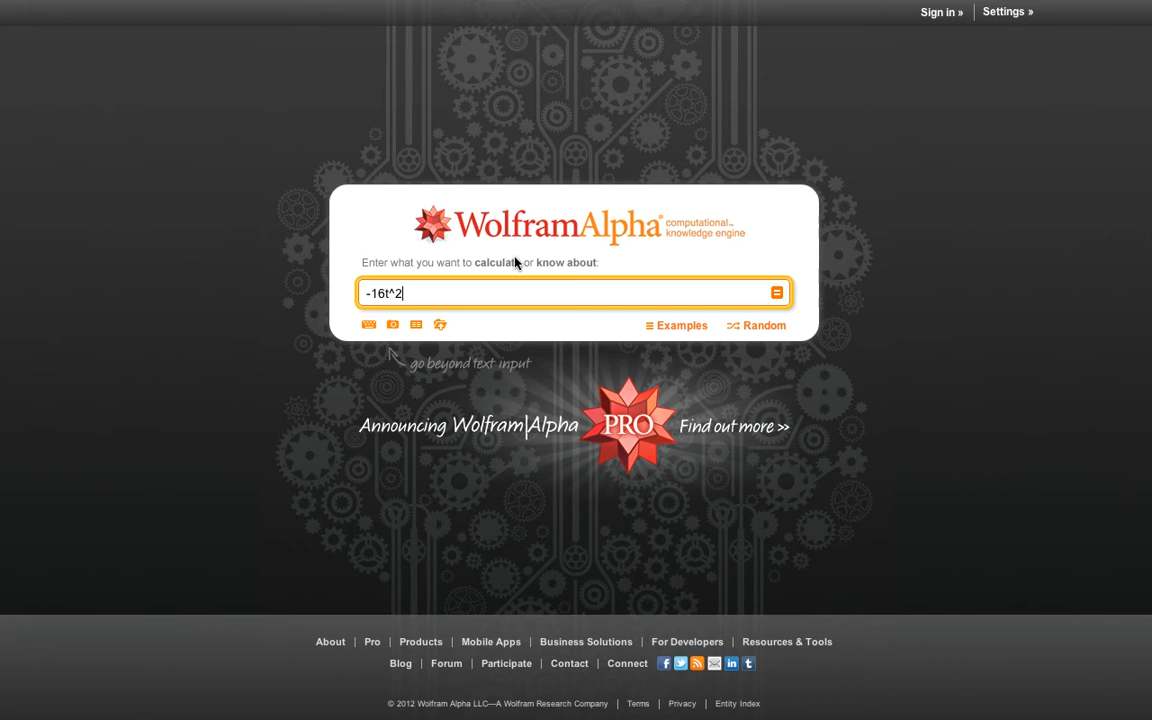 Sign in » | Settings »
WolframAlpha® computational™
knowledge engine
Enter what you want to calculate or know about:
-16t^2
Examples Random
go beyond text input
Announcing Wolfram|Alpha PRO Find out more >>
About | Pro | Products | Mobile Apps | Business Solutions | For Developers | Resources & Tools
Blog | Forum | Participate | Contact | Connect
© 2012 Wolfram Alpha LLC—A Wolfram Research Company | Terms | Privacy | Entity Index